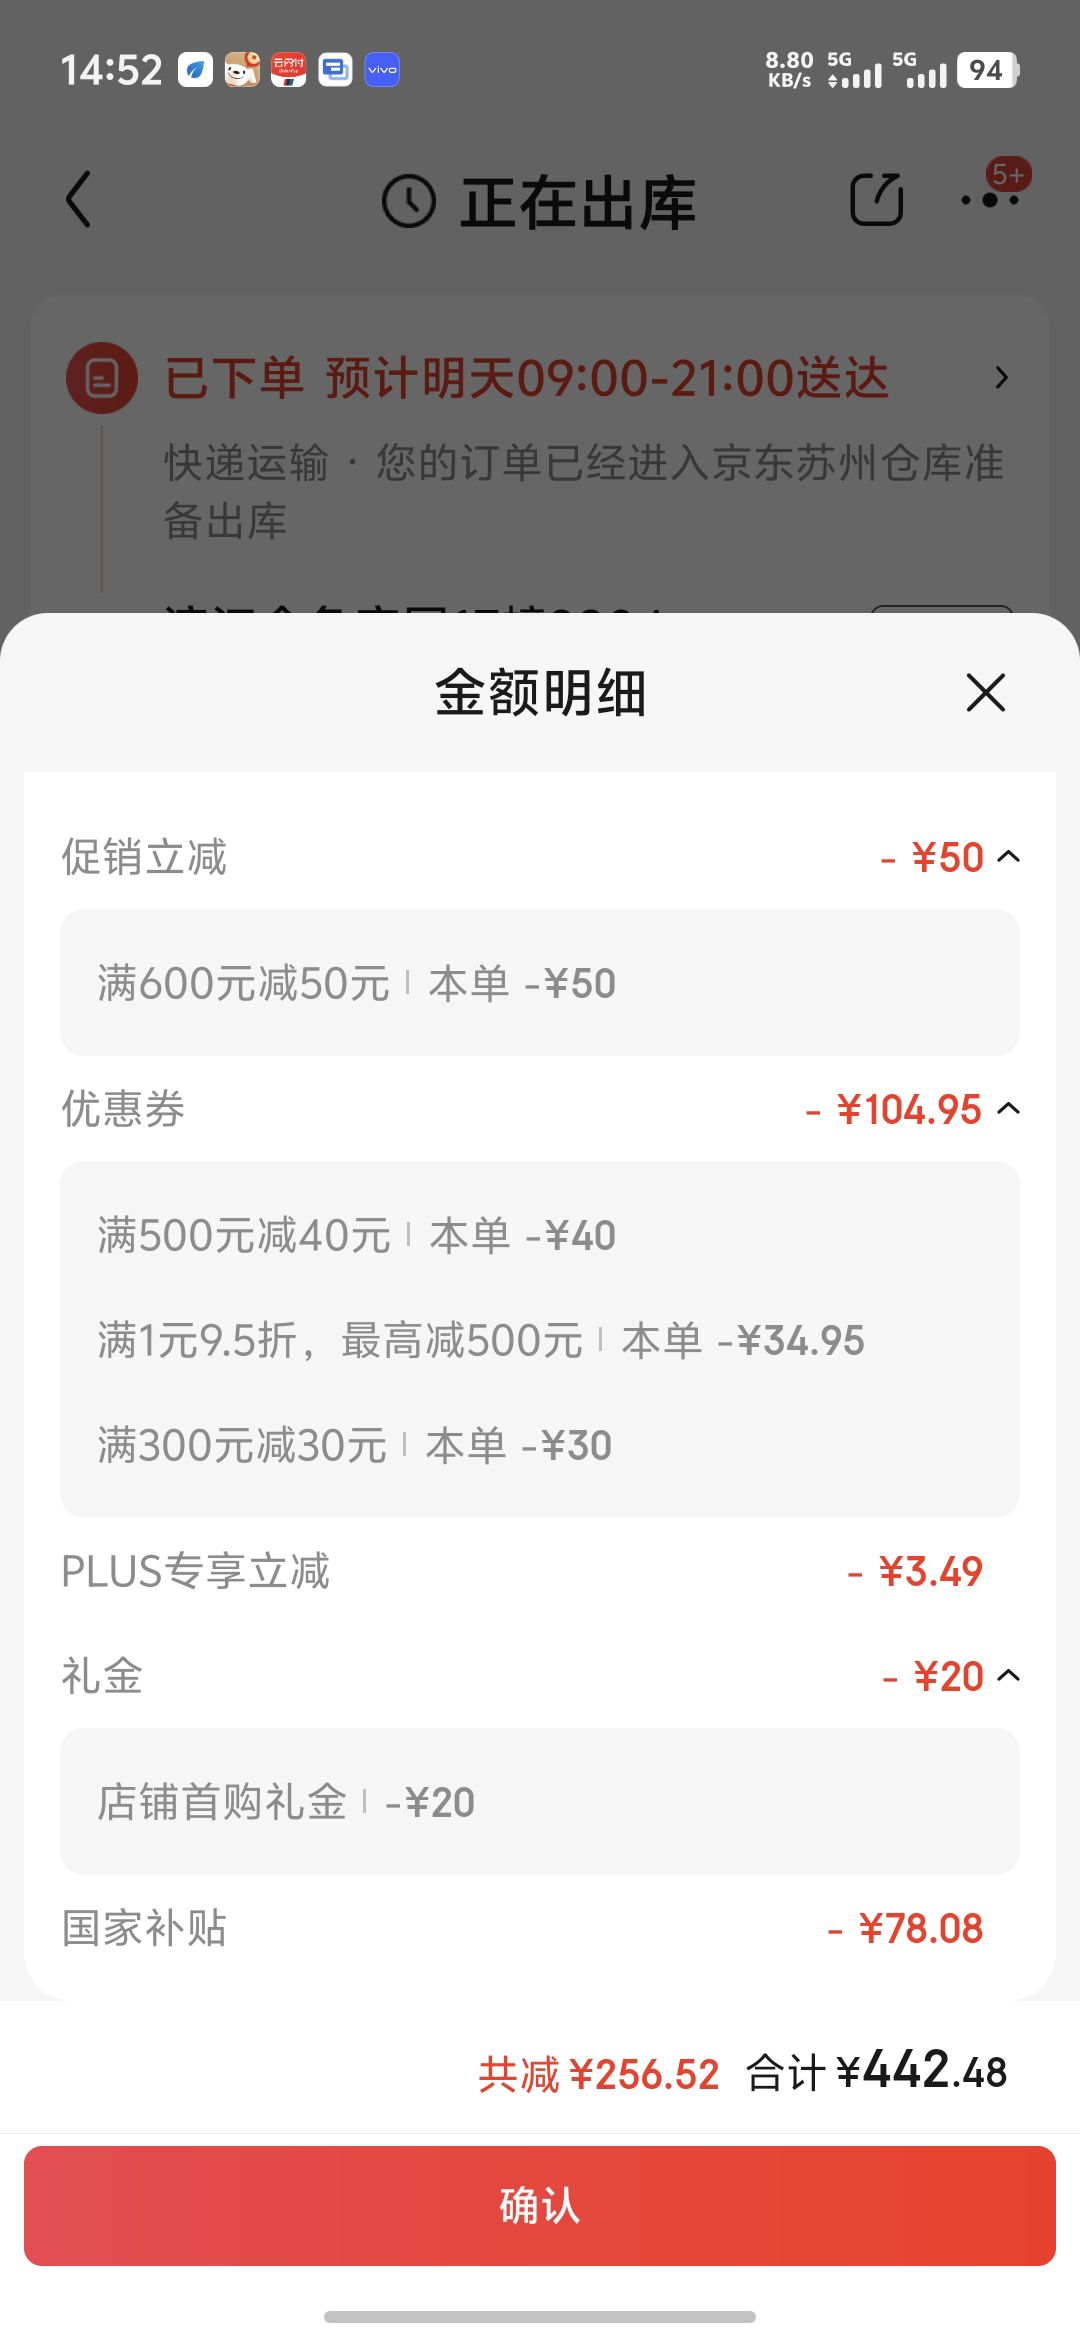 14:52
云闪付
vivo
8.80 KB/s 5G 5G 94
正在出库
5+
已下单 预计明天09:00-21:00送达
快递运输 · 您的订单已经进入京东苏州仓库准
备出库
金额明细
促销立减 - ¥50
满600元减50元 本单 -¥50
优惠券 - ¥104.95
满500元减40元 本单 -¥40
满1元9.5折，最高减500元 本单 -¥34.95
满300元减30元 本单 -¥30
PLUS专享立减 - ¥3.49
礼金 - ¥20
店铺首购礼金 -¥20
国家补贴 - ¥78.08
共减 ¥256.52 合计 ¥442.48
确认